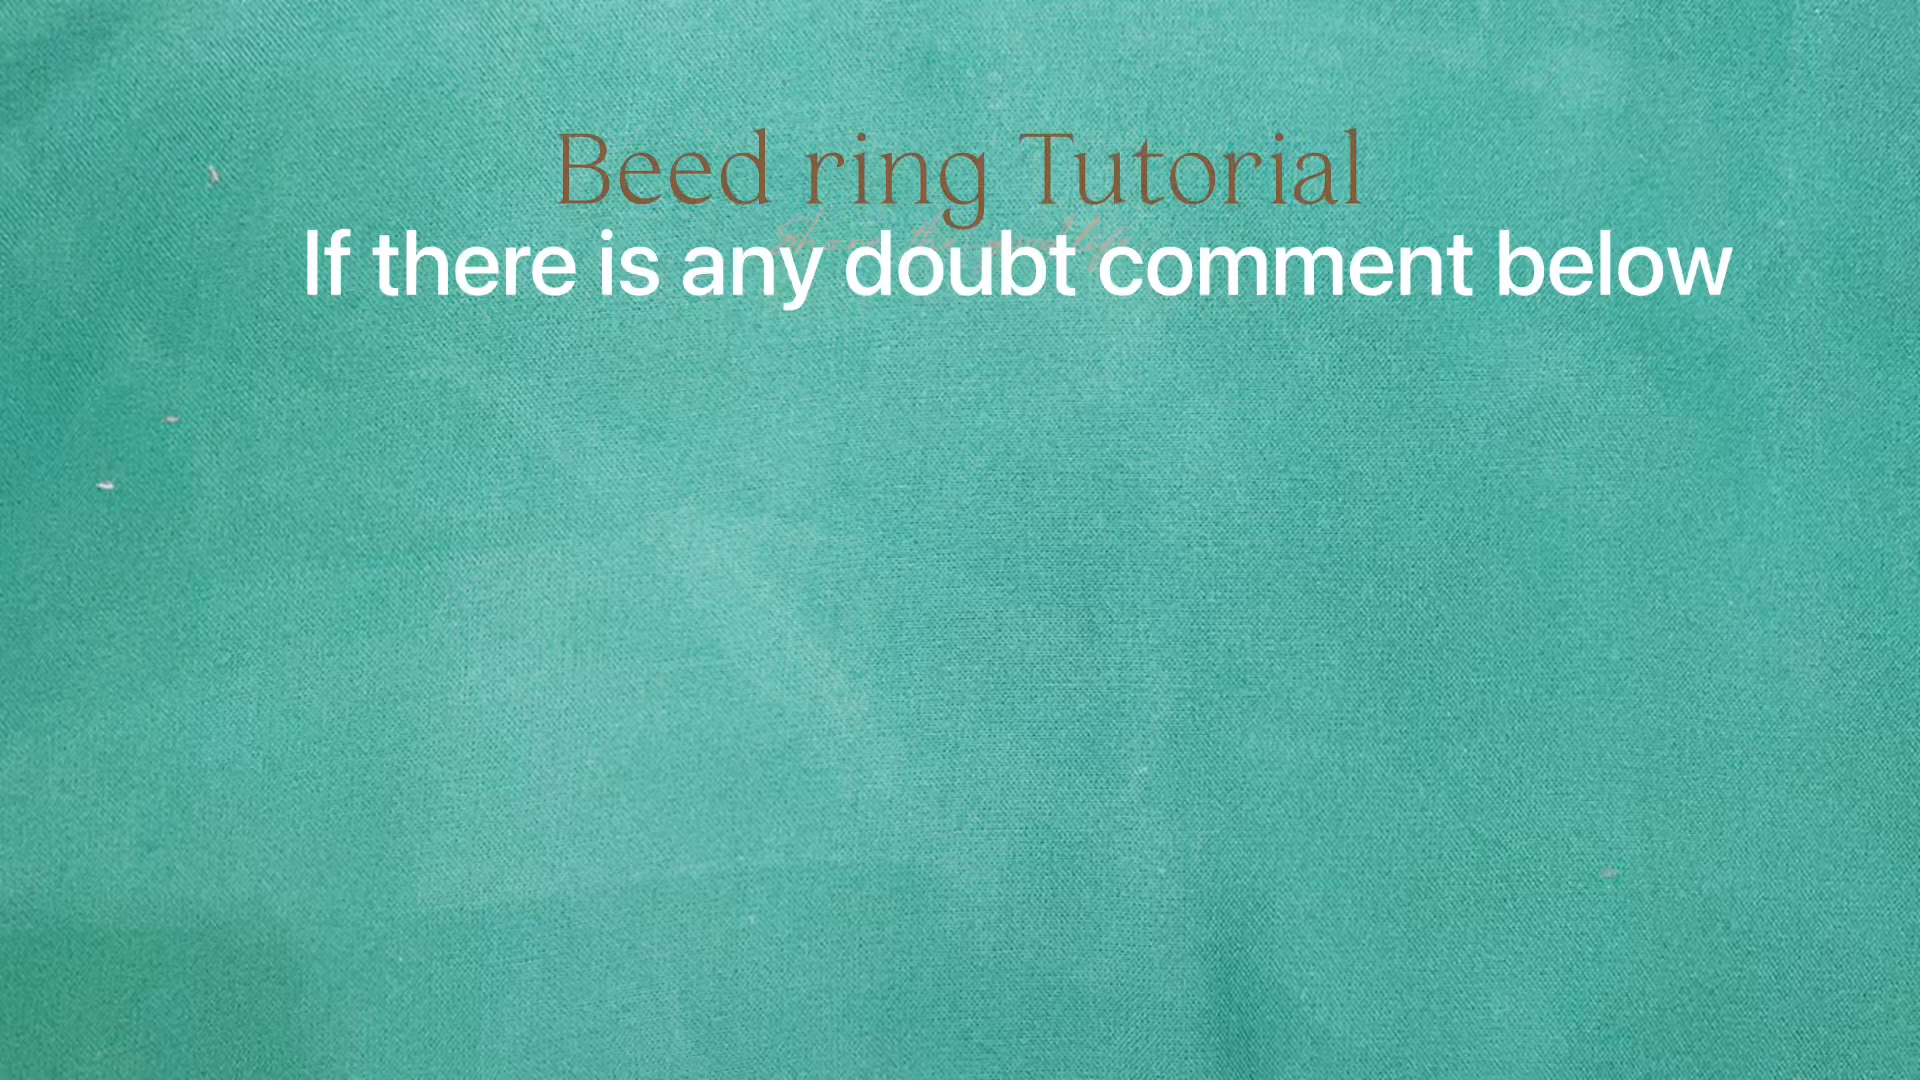 Beed ring Tutorial
If there is any doubt comment below